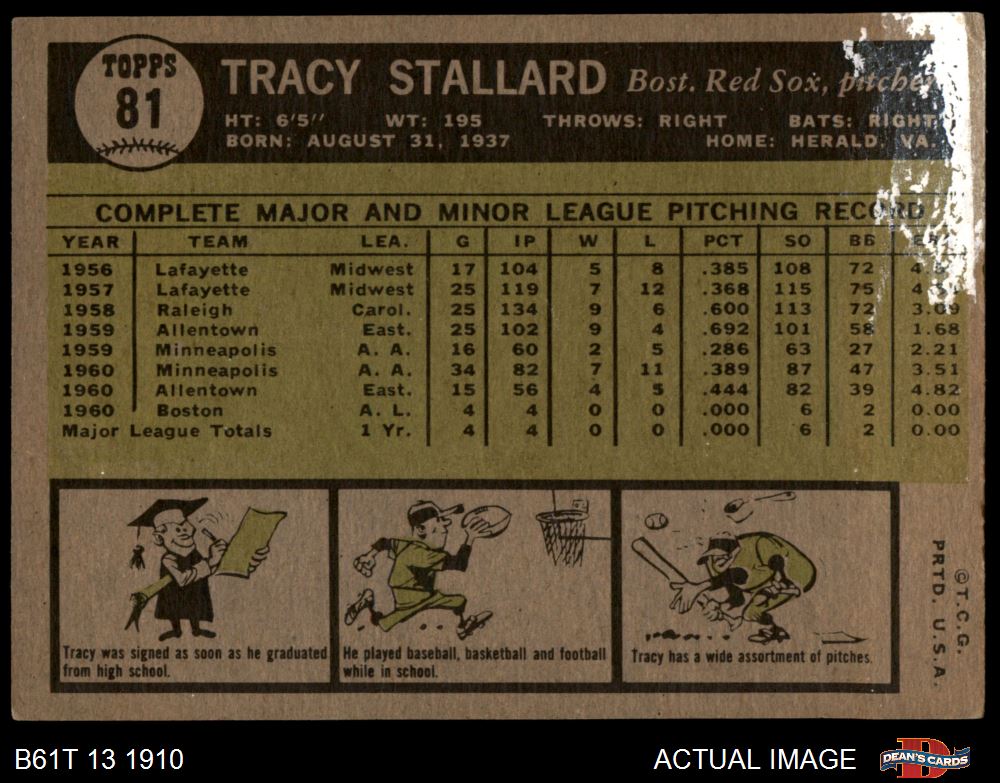 TOPPS
81
TRACY STALLARD Bost. Red Sox, pitcher
HT: 6'5" WT: 195 THROWS: RIGHT BATS: RIGHT
BORN: AUGUST 31, 1937 HOME: HERALD, VA.
COMPLETE MAJOR AND MINOR LEAGUE PITCHING RECORD
YEAR TEAM LEA. G IP W L PCT SO BB
1956 Lafayette Midwest 17 104 5 8 .385 108 72
1957 Lafayette Midwest 25 119 7 12 .368 115 75
1958 Raleigh Carol. 25 134 9 6 .600 113 72 3.09
1959 Allentown East. 25 102 9 4 .692 101 58 1.68
1959 Minneapolis A. A. 16 60 2 5 .286 63 27 2.21
1960 Minneapolis A. A. 34 82 7 11 .389 87 47 3.51
1960 Allentown East. 15 56 4 5 .444 82 39 4.82
1960 Boston A. L. 4 4 0 0 .000 6 2 0.00
Major League Totals 1 Yr. 4 4 0 0 .000 6 2 0.00
Tracy was signed as soon as he graduated
from high school.
He played baseball, basketball and football
while in school.
Tracy has a wide assortment of pitches.
© T.C.G.
PRTD. U.S.A.
B61T 13 1910
ACTUAL IMAGE
DEAN'S CARDS